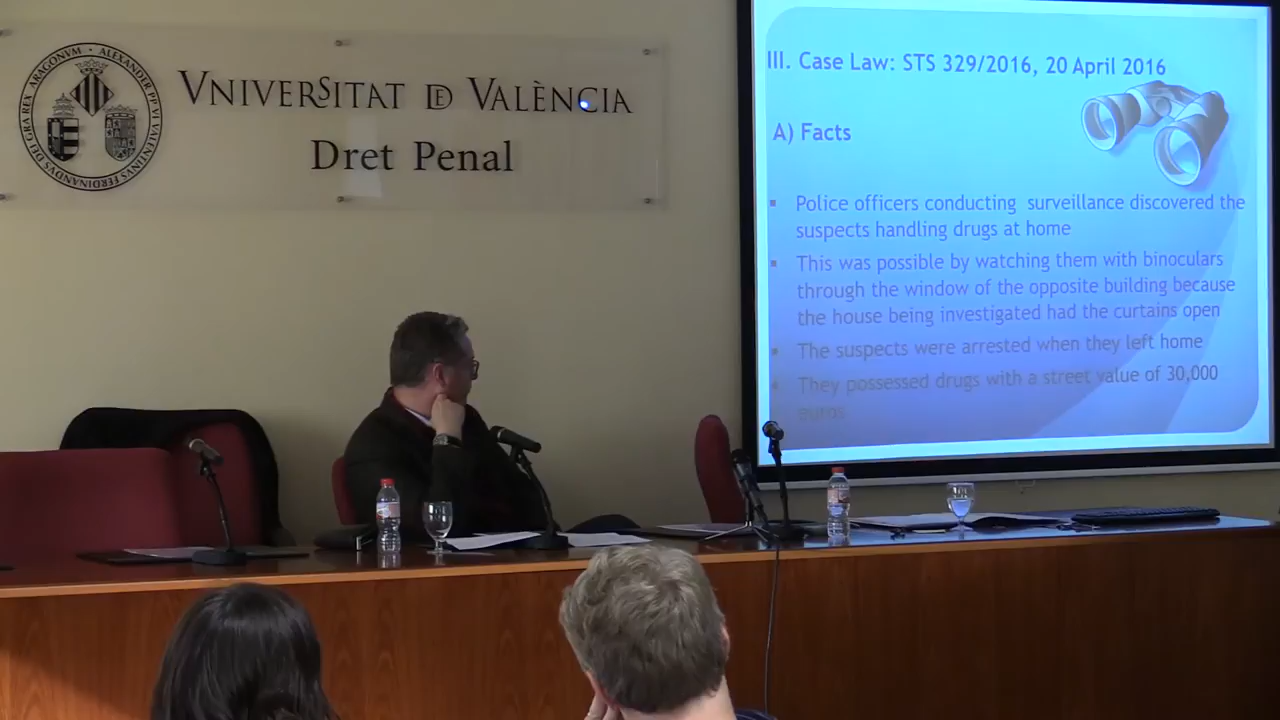 VNIVERSITAT DE VALÈNCIA
Dret Penal
III. Case Law: STS 329/2016, 20 April 2016
A) Facts
Police officers conducting surveillance discovered the
suspects handling drugs at home
This was possible by watching them with binoculars
through the window of the opposite building because
the house being investigated had the curtains open
The suspects were arrested when they left home
They possessed drugs with a street value of 30,000
euros